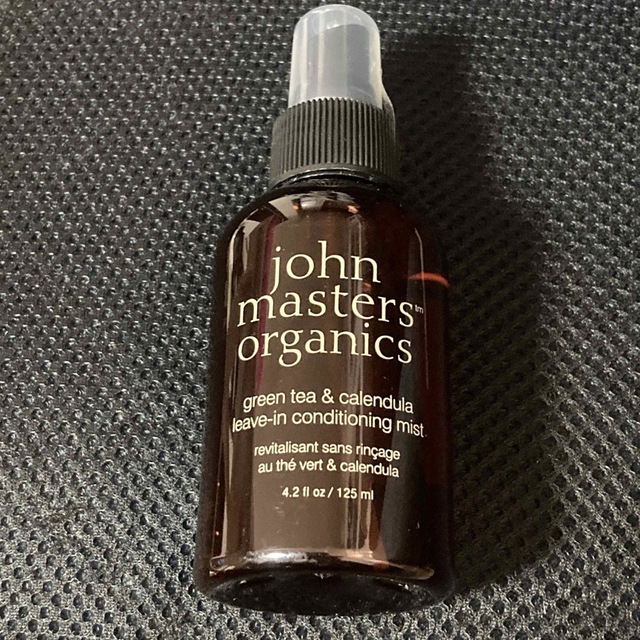 john
masters™
organics
green tea & calendula
leave-in conditioning mist
revitalisant sans rinçage
au thé vert & calendula
4.2 fl oz / 125 ml